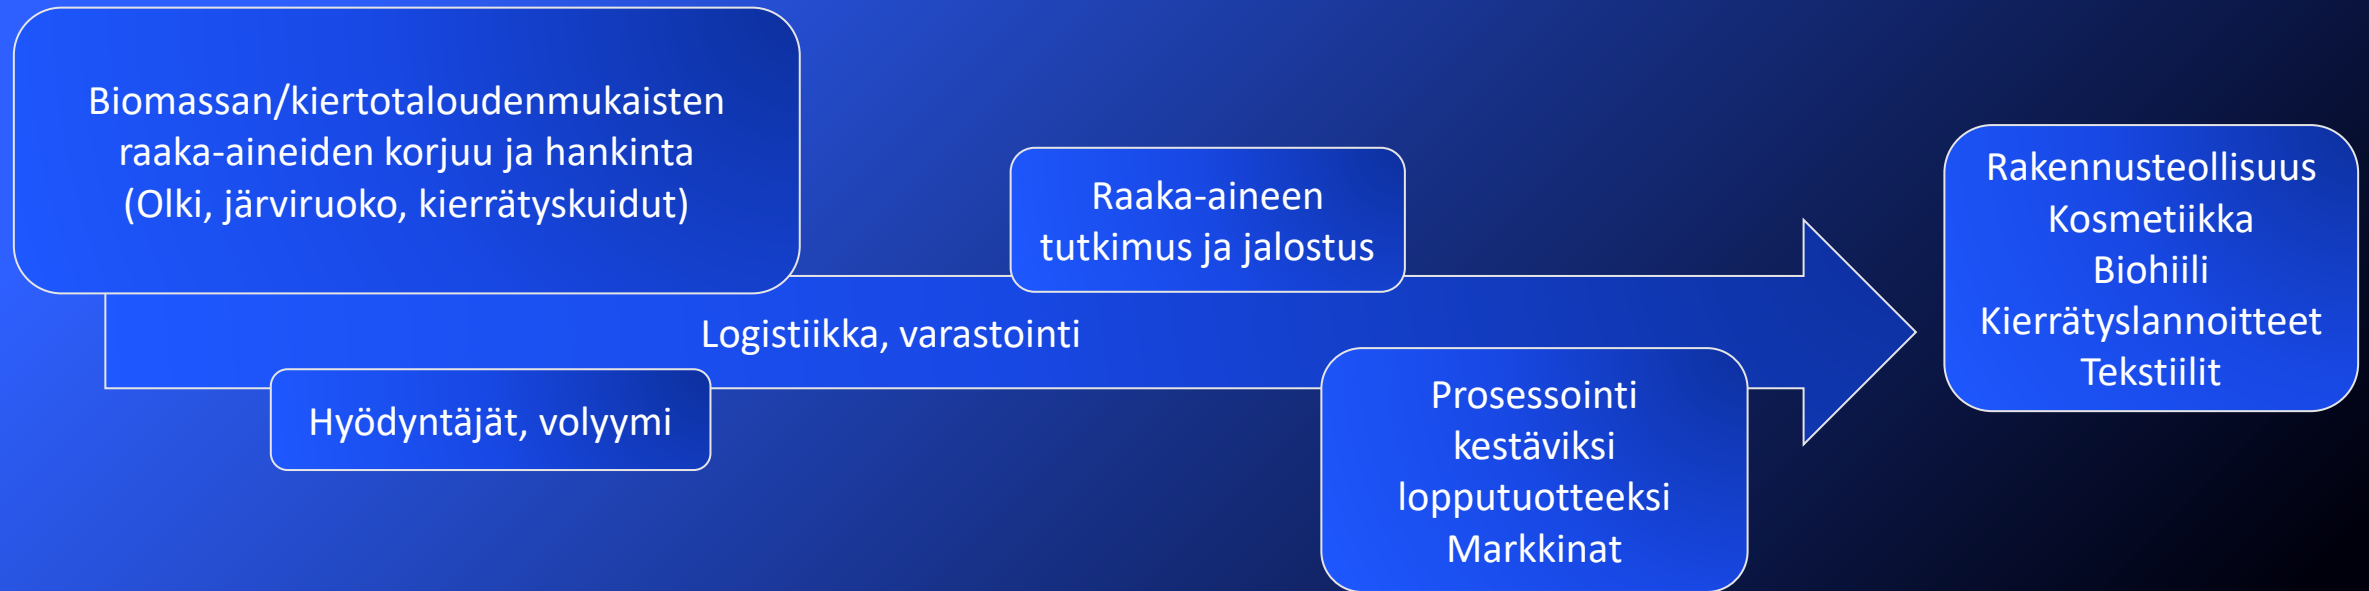 Biomassan/kiertotaloudenmukaisten
raaka-aineiden korjuu ja hankinta
(Olki, järviruoko, kierrätyskuidut)
Raaka-aineen
tutkimus ja jalostus
Logistiikka, varastointi
Hyödyntäjät, volyymi
Prosessointi
kestäviksi
lopputuotteeksi
Markkinat
Rakennusteollisuus
Kosmetiikka
Biohiili
Kierrätyslannoitteet
Tekstiilit